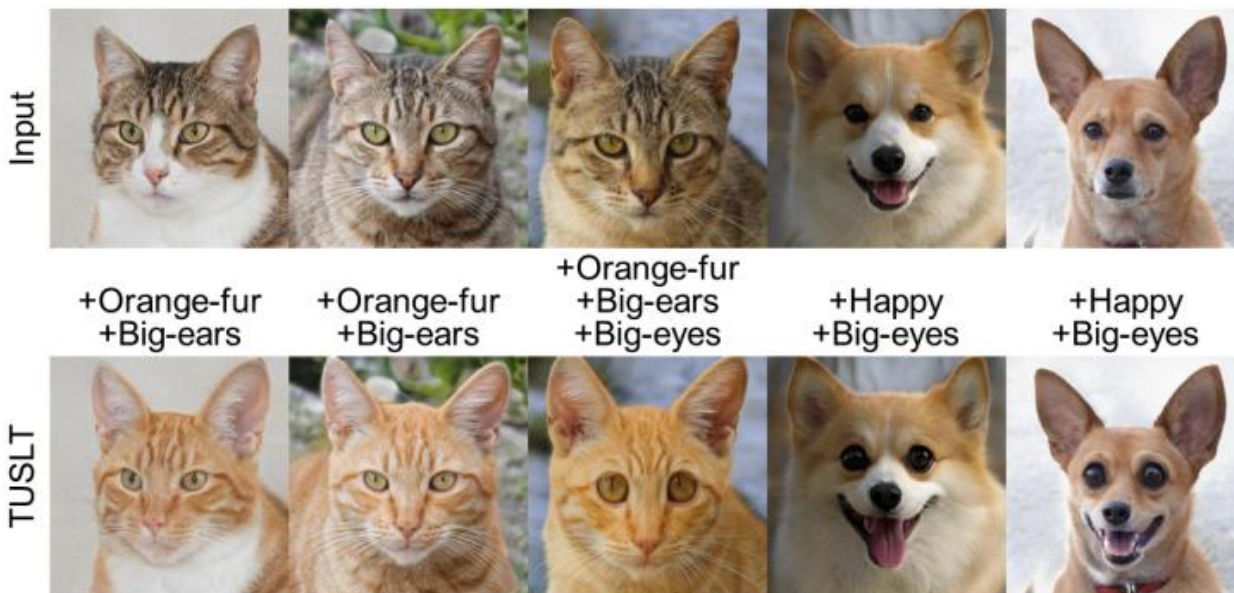 Input
+Orange-fur
+Big-ears
+Orange-fur
+Big-ears
+Orange-fur
+Big-ears
+Big-eyes
+Happy
+Big-eyes
+Happy
+Big-eyes
TUSLT